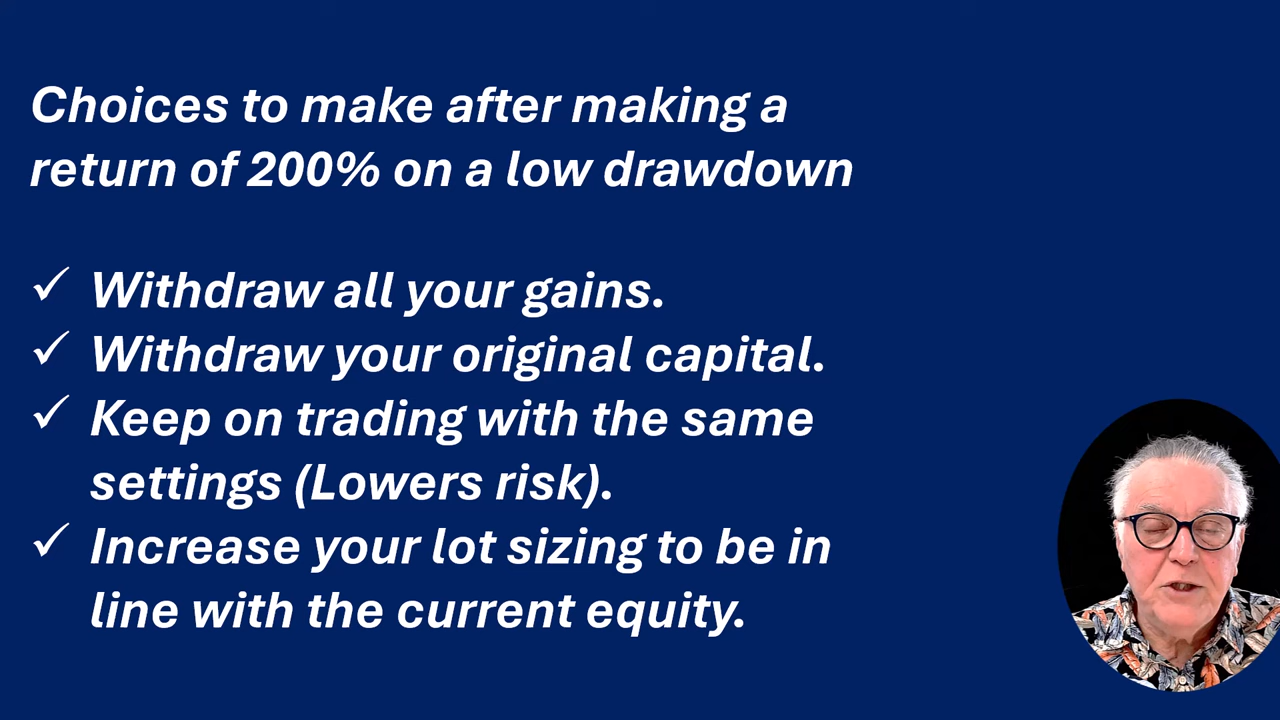 Choices to make after making a
return of 200% on a low drawdown
✓ Withdraw all your gains.
✓ Withdraw your original capital.
✓ Keep on trading with the same
settings (Lowers risk).
✓ Increase your lot sizing to be in
line with the current equity.